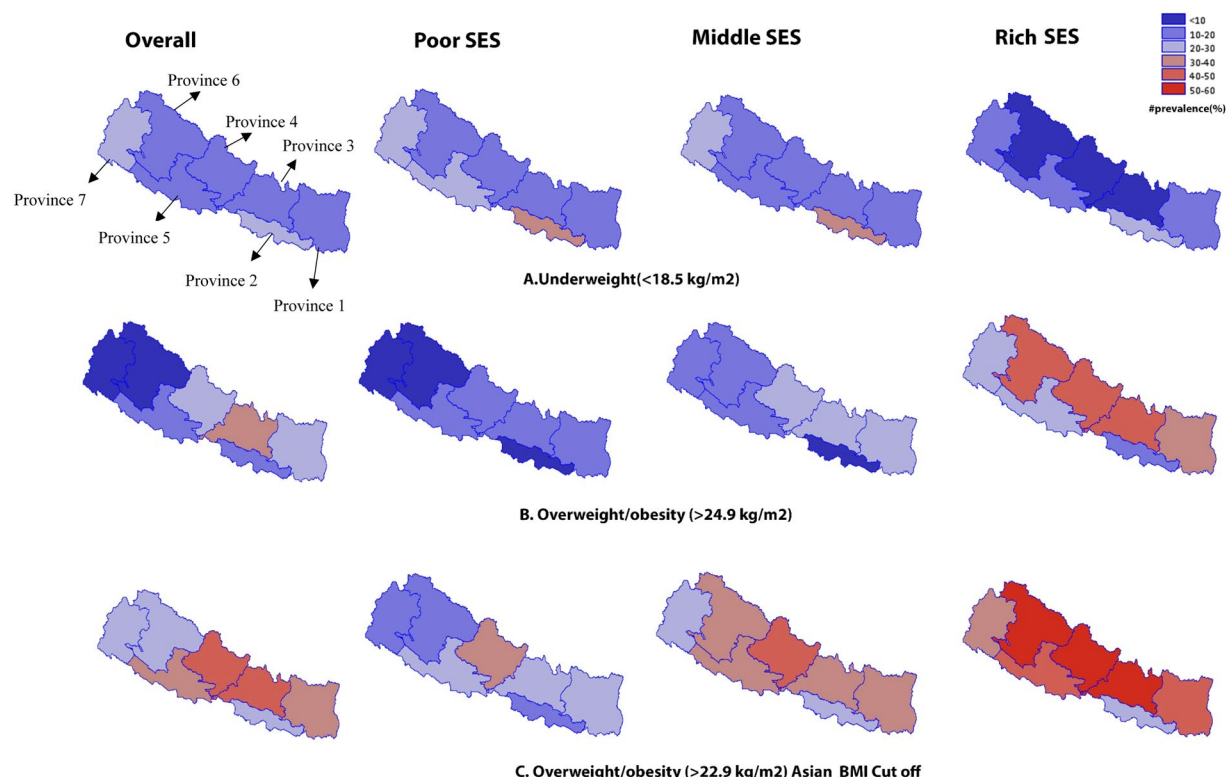 Overall
Poor SES
Middle SES
Rich SES
<10
10-20
20-30
30-40
40-50
50-60
#prevalence(%)
Province 6
Province 4
Province 3
Province 7
Province 5
Province 2
Province 1
A.Underweight(<18.5 kg/m2)
B. Overweight/obesity (>24.9 kg/m2)
C. Overweight/obesity (>22.9 kg/m2) Asian BMI Cut off